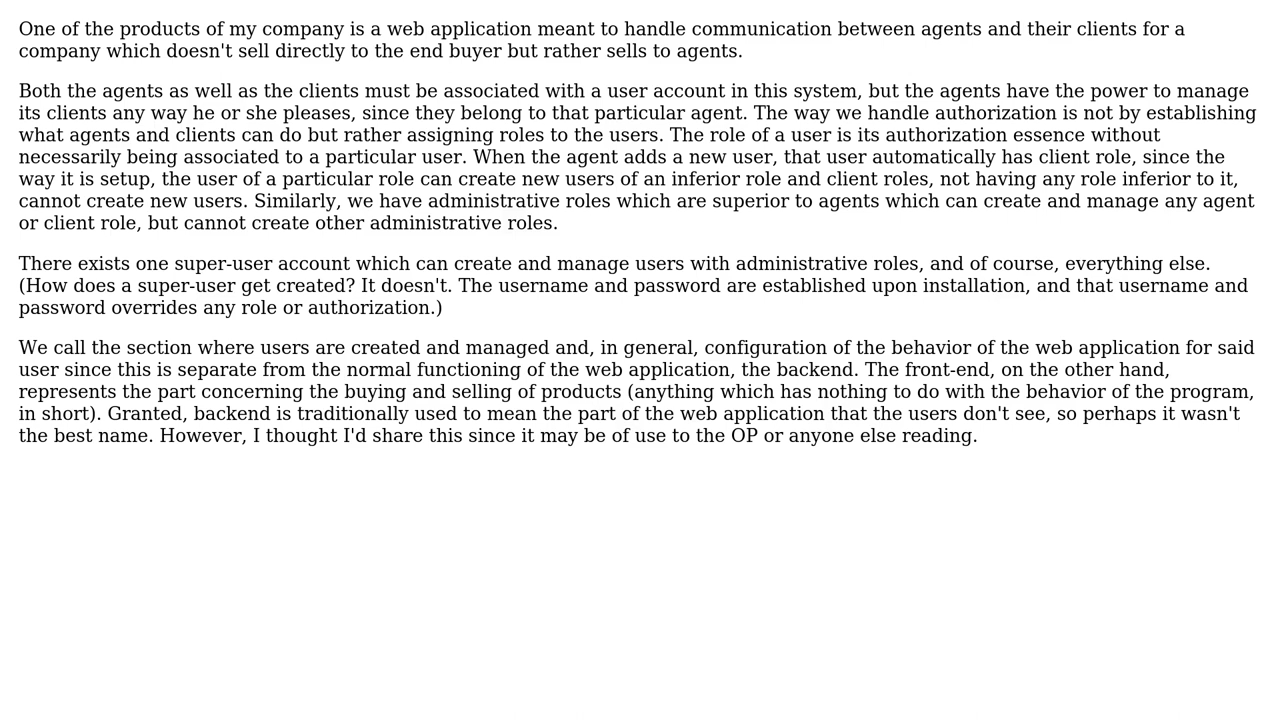 One of the products of my company is a web application meant to handle communication between agents and their clients for a
company which doesn't sell directly to the end buyer but rather sells to agents.
Both the agents as well as the clients must be associated with a user account in this system, but the agents have the power to manage
its clients any way he or she pleases, since they belong to that particular agent. The way we handle authorization is not by establishing
what agents and clients can do but rather assigning roles to the users. The role of a user is its authorization essence without
necessarily being associated to a particular user. When the agent adds a new user, that user automatically has client role, since the
way it is setup, the user of a particular role can create new users of an inferior role and client roles, not having any role inferior to it,
cannot create new users. Similarly, we have administrative roles which are superior to agents which can create and manage any agent
or client role, but cannot create other administrative roles.
There exists one super-user account which can create and manage users with administrative roles, and of course, everything else.
(How does a super-user get created? It doesn't. The username and password are established upon installation, and that username and
password overrides any role or authorization.)
We call the section where users are created and managed and, in general, configuration of the behavior of the web application for said
user since this is separate from the normal functioning of the web application, the backend. The front-end, on the other hand,
represents the part concerning the buying and selling of products (anything which has nothing to do with the behavior of the program,
in short). Granted, backend is traditionally used to mean the part of the web application that the users don't see, so perhaps it wasn't
the best name. However, I thought I'd share this since it may be of use to the OP or anyone else reading.